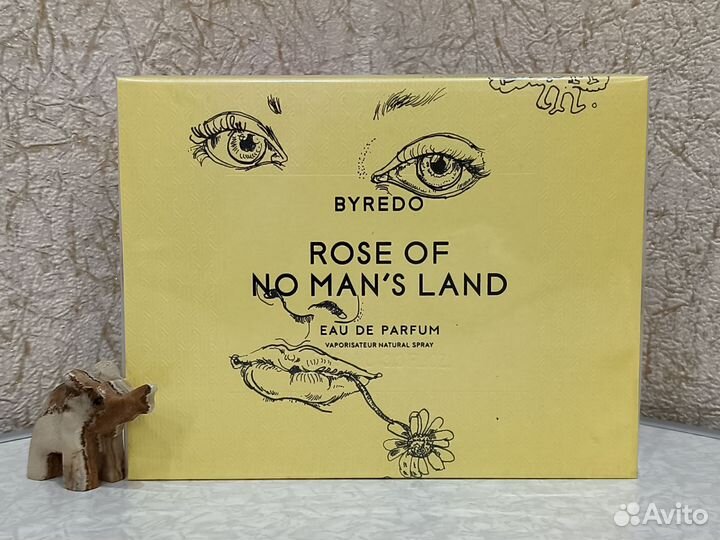 BYREDO
ROSE OF
NO MAN'S LAND
EAU DE PARFUM
VAPORISATEUR NATURAL SPRAY
Avito